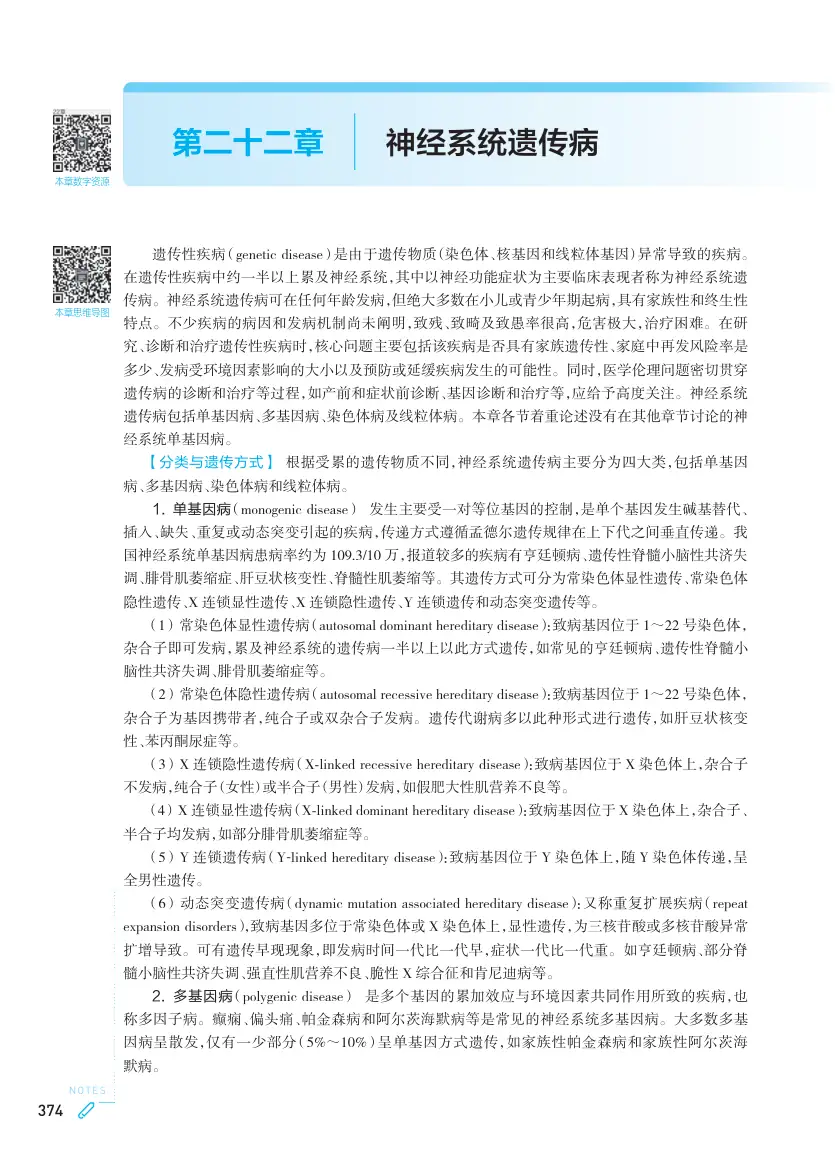 22章
本章数字资源
第二十二章
神经系统遗传病
本章思维导图
遗传性疾病（genetic disease）是由于遗传物质（染色体、核基因和线粒体基因）异常导致的疾病。
在遗传性疾病中约一半以上累及神经系统，其中以神经功能症状为主要临床表现者称为神经系统遗
传病。神经系统遗传病可在任何年龄发病，但绝大多数在小儿或青少年期起病，具有家族性和终生性
特点。不少疾病的病因和发病机制尚未阐明，致残、致畸及致愚率很高，危害极大，治疗困难。在研
究、诊断和治疗遗传性疾病时，核心问题主要包括该疾病是否具有家族遗传性、家庭中再发风险率是
多少、发病受环境因素影响的大小以及预防或延缓疾病发生的可能性。同时，医学伦理问题密切贯穿
遗传病的诊断和治疗等过程，如产前和症状前诊断、基因诊断和治疗等，应给予高度关注。神经系统
遗传病包括单基因病、多基因病、染色体病及线粒体病。本章各节着重论述没有在其他章节讨论的神
经系统单基因病。
【分类与遗传方式】 根据受累的遗传物质不同，神经系统遗传病主要分为四大类，包括单基因
病、多基因病、染色体病和线粒体病。
1. 单基因病（monogenic disease） 发生主要受一对等位基因的控制，是单个基因发生碱基替代、
插入、缺失、重复或动态突变引起的疾病，传递方式遵循孟德尔遗传规律在上下代之间垂直传递。我
国神经系统单基因病患病率约为 109.3/10 万，报道较多的疾病有亨廷顿病、遗传性脊髓小脑性共济失
调、腓骨肌萎缩症、肝豆状核变性、脊髓性肌萎缩等。其遗传方式可分为常染色体显性遗传、常染色体
隐性遗传、X 连锁显性遗传、X 连锁隐性遗传、Y 连锁遗传和动态突变遗传等。
（1）常染色体显性遗传病（autosomal dominant hereditary disease）：致病基因位于 1～22 号染色体，
杂合子即可发病，累及神经系统的遗传病一半以上以此方式遗传，如常见的亨廷顿病、遗传性脊髓小
脑性共济失调、腓骨肌萎缩症等。
（2）常染色体隐性遗传病（autosomal recessive hereditary disease）：致病基因位于 1～22 号染色体，
杂合子为基因携带者，纯合子或双杂合子发病。遗传代谢病多以此种形式进行遗传，如肝豆状核变
性、苯丙酮尿症等。
（3）X 连锁隐性遗传病（X-linked recessive hereditary disease）：致病基因位于 X 染色体上，杂合子
不发病，纯合子（女性）或半合子（男性）发病，如假肥大性肌营养不良等。
（4）X 连锁显性遗传病（X-linked dominant hereditary disease）：致病基因位于 X 染色体上，杂合子、
半合子均发病，如部分腓骨肌萎缩症等。
（5）Y 连锁遗传病（Y-linked hereditary disease）：致病基因位于 Y 染色体上，随 Y 染色体传递，呈
全男性遗传。
（6）动态突变遗传病（dynamic mutation associated hereditary disease）：又称重复扩展疾病（repeat
expansion disorders），致病基因多位于常染色体或 X 染色体上，显性遗传，为三核苷酸或多核苷酸异常
扩增导致。可有遗传早现现象，即发病时间一代比一代早，症状一代比一代重。如亨廷顿病、部分脊
髓小脑性共济失调、强直性肌营养不良、脆性 X 综合征和肯尼迪病等。
2. 多基因病（polygenic disease） 是多个基因的累加效应与环境因素共同作用所致的疾病，也
称多因子病。癫痫、偏头痛、帕金森病和阿尔茨海默病等是常见的神经系统多基因病。大多数多基
因病呈散发，仅有一少部分（5%～10%）呈单基因方式遗传，如家族性帕金森病和家族性阿尔茨海
默病。
NOTES
374